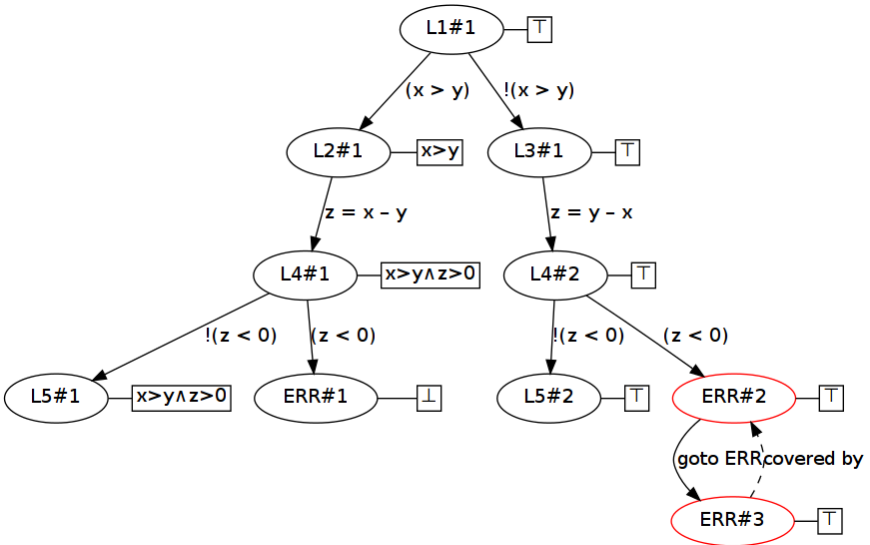 L1#1 ⊤
(x > y) !(x > y)
L2#1 x>y L3#1 ⊤
z = x – y z = y – x
L4#1 x>y∧z>0 L4#2 ⊤
!(z < 0) (z < 0) !(z < 0) (z < 0)
L5#1 x>y∧z>0 ERR#1 ⊥ L5#2 ⊤ ERR#2 ⊤
goto ERR covered by
ERR#3 ⊤